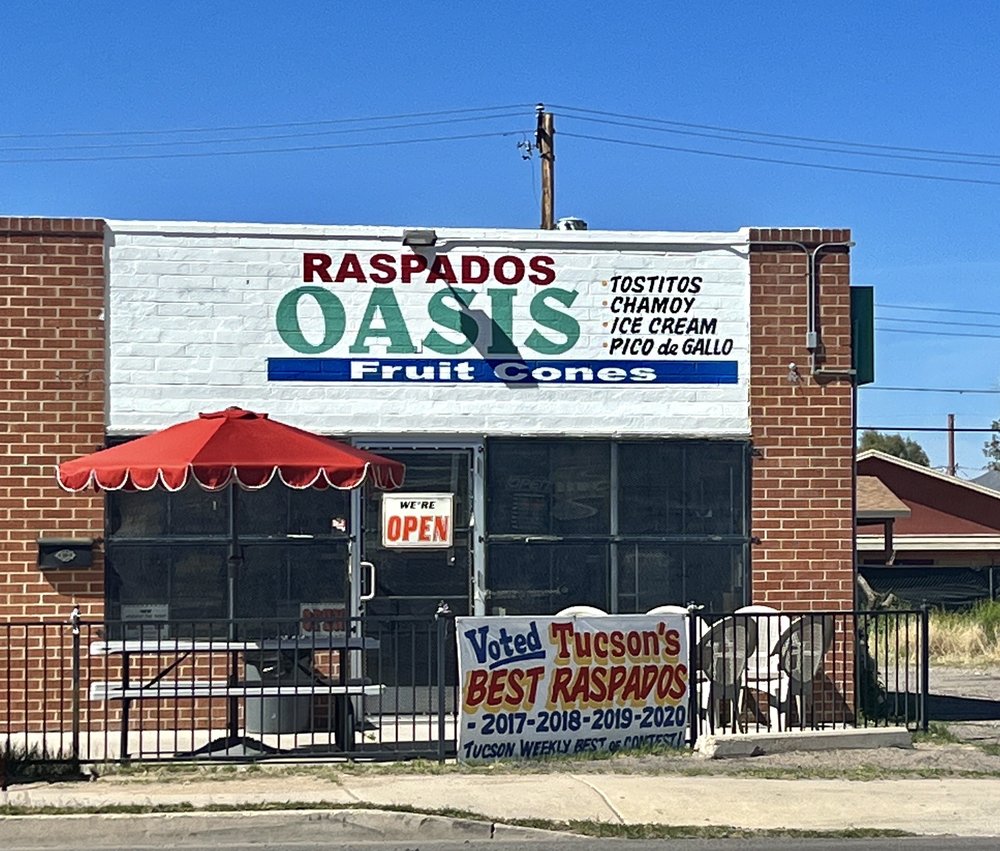 RASPADOS
OASIS
Fruit Cones
·TOSTITOS
·CHAMOY
·ICE CREAM
·PICO de GALLO
WE'RE
OPEN
OPEN
Voted Tucson's
BEST RASPADOS
-2017-2018-2019-2020
TUCSON WEEKLY BEST OF CONTEST!